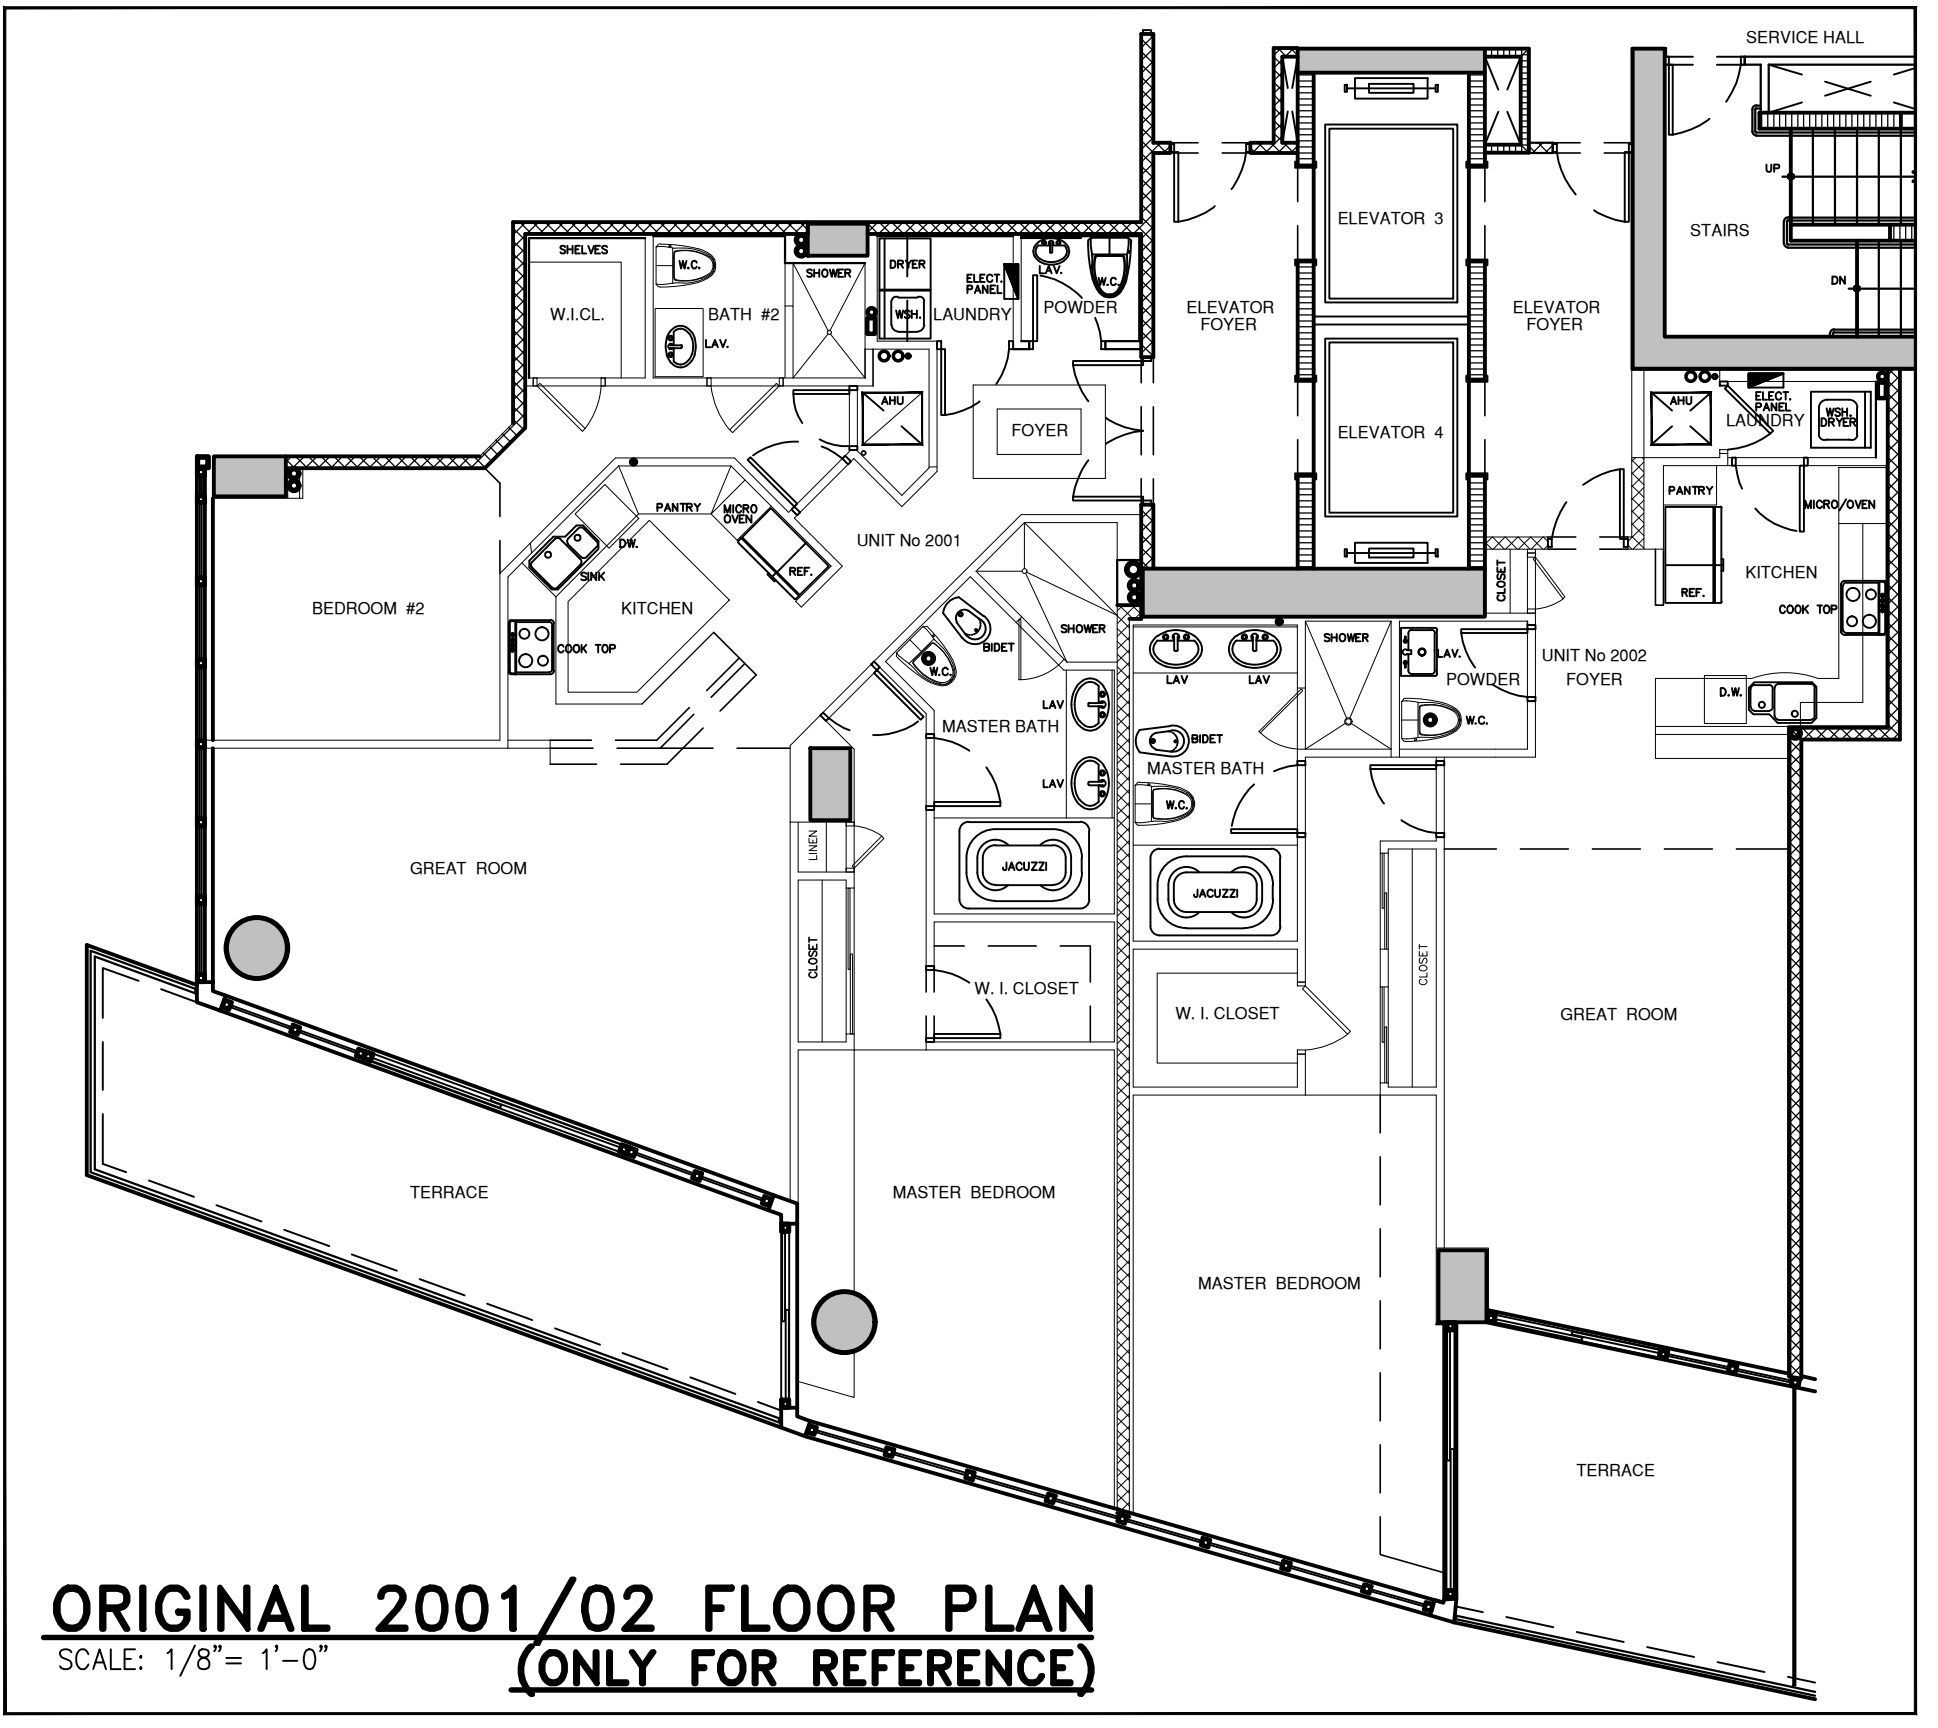 SERVICE HALL
UP
ELEVATOR 3
STAIRS
SHELVES
W.C.
SHOWER
DRYER
ELECT.
PANEL
LAV.
W.C.
DN
W.I.CL.
BATH #2
LAV.
WSH.
LAUNDRY
POWDER
ELEVATOR
FOYER
ELEVATOR
FOYER
AHU
FOYER
ELEVATOR 4
AHU
ELECT.
PANEL
LAUNDRY
WSH.
DRYER
PANTRY
MICRO
OVEN
PANTRY
MICRO/OVEN
DW.
UNIT No 2001
SINK
REF.
CLOSET
REF.
KITCHEN
BEDROOM #2
KITCHEN
COOK TOP
SHOWER
SHOWER
COOK TOP
BIDET
W.C.
LAV
LAV
LAV.
UNIT No 2002
FOYER
POWDER
D.W.
W.C.
LAV
MASTER BATH
BIDET
MASTER BATH
LAV
W.C.
LINEN
GREAT ROOM
JACUZZI
JACUZZI
CLOSET
CLOSET
W. I. CLOSET
W. I. CLOSET
GREAT ROOM
TERRACE
MASTER BEDROOM
MASTER BEDROOM
TERRACE
ORIGINAL 2001/02 FLOOR PLAN
SCALE: 1/8"= 1'-0"
(ONLY FOR REFERENCE)